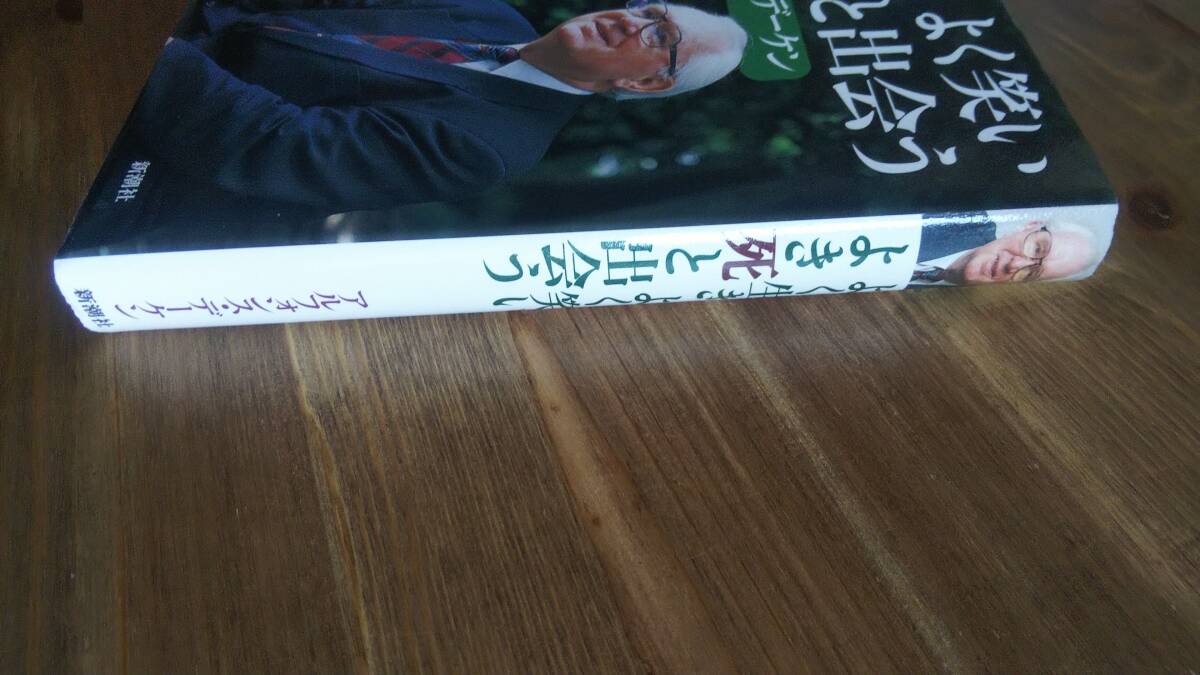 よく笑い
と出会う
デーケン
新潮社
よく生き よく笑い
よき死と出会う
アルフォンス・デーケン
新潮社